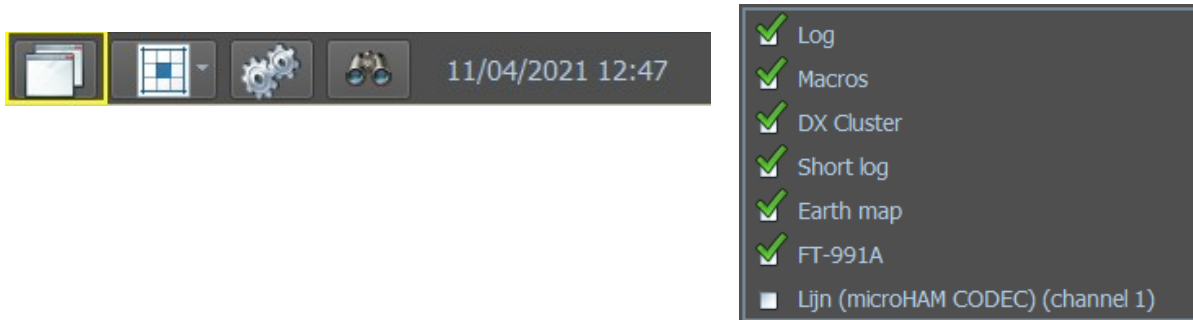 11/04/2021 12:47
Log
Macros
DX Cluster
Short log
Earth map
FT-991A
Lijn (microHAM CODEC) (channel 1)